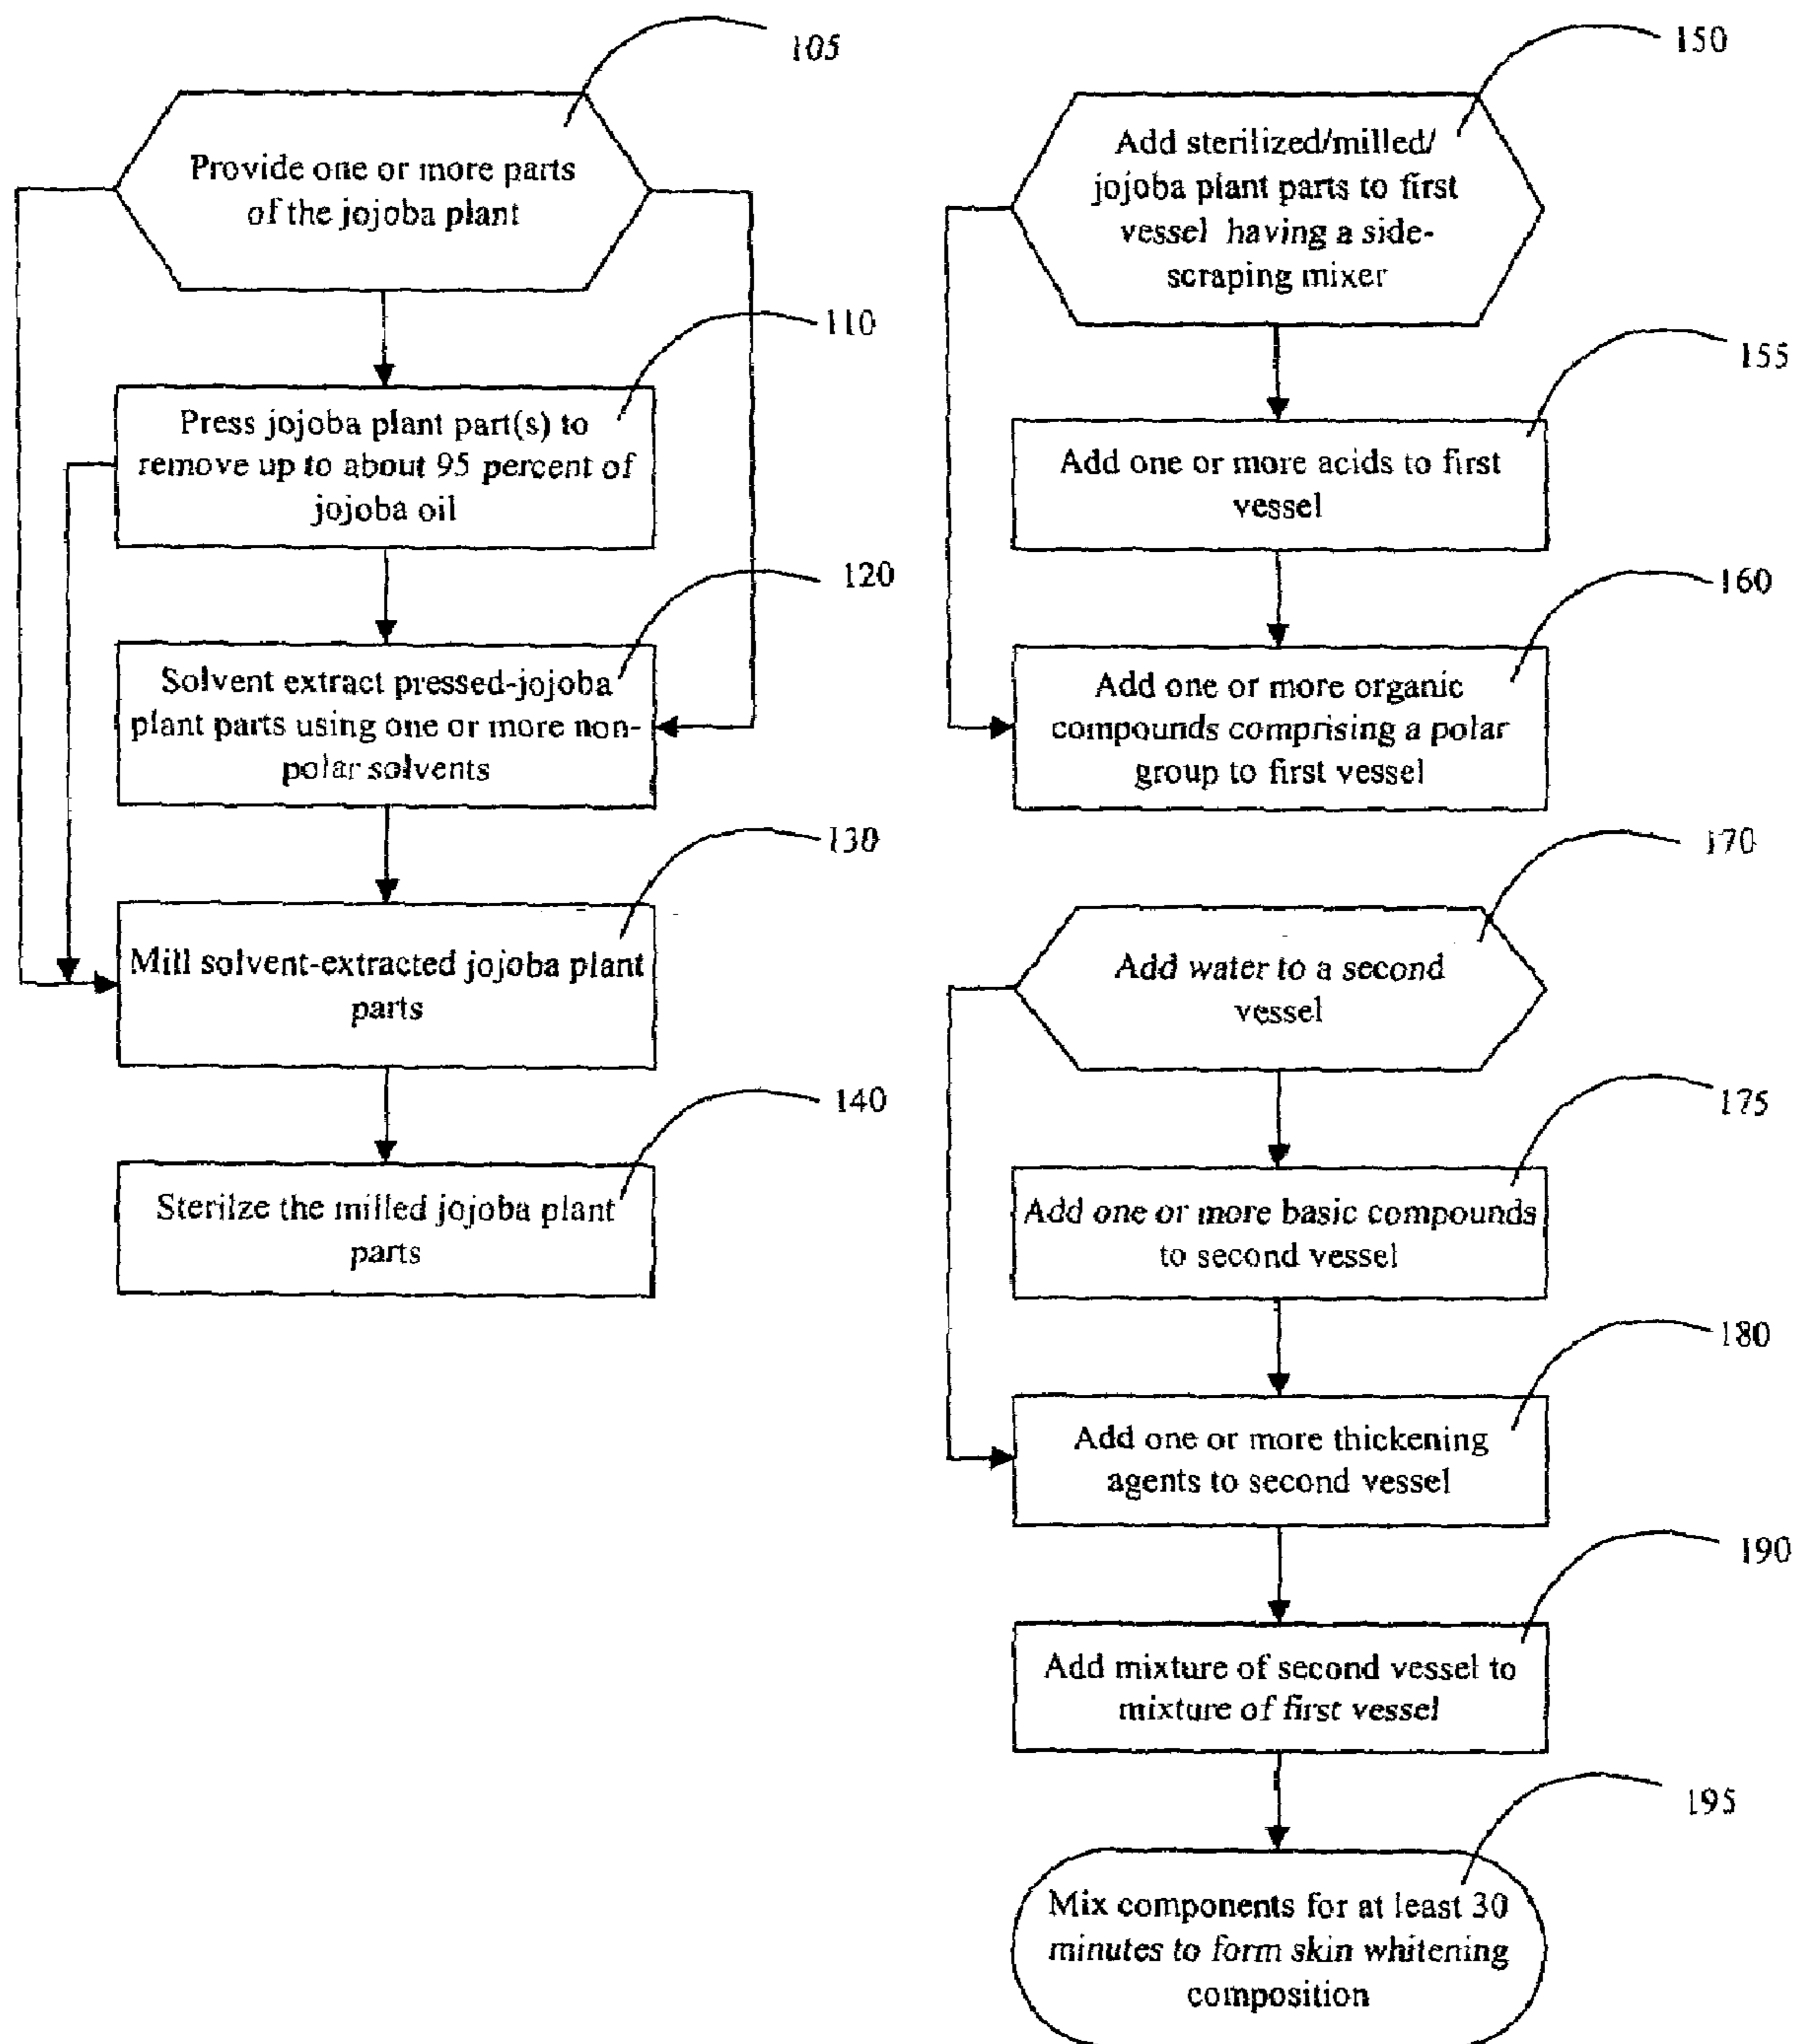 105
Provide one or more parts
of the jojoba plant
110
Press jojoba plant part(s) to
remove up to about 95 percent of
jojoba oil
120
Solvent extract pressed-jojoba
plant parts using one or more non-
polar solvents
130
Mill solvent-extracted jojoba plant
parts
140
Sterilze the milled jojoba plant
parts
150
Add sterilized/milled/
jojoba plant parts to first
vessel having a side-
scraping mixer
155
Add one or more acids to first
vessel
160
Add one or more organic
compounds comprising a polar
group to first vessel
170
Add water to a second
vessel
175
Add one or more basic compounds
to second vessel
180
Add one or more thickening
agents to second vessel
190
Add mixture of second vessel to
mixture of first vessel
195
Mix components for at least 30
minutes to form skin whitening
composition